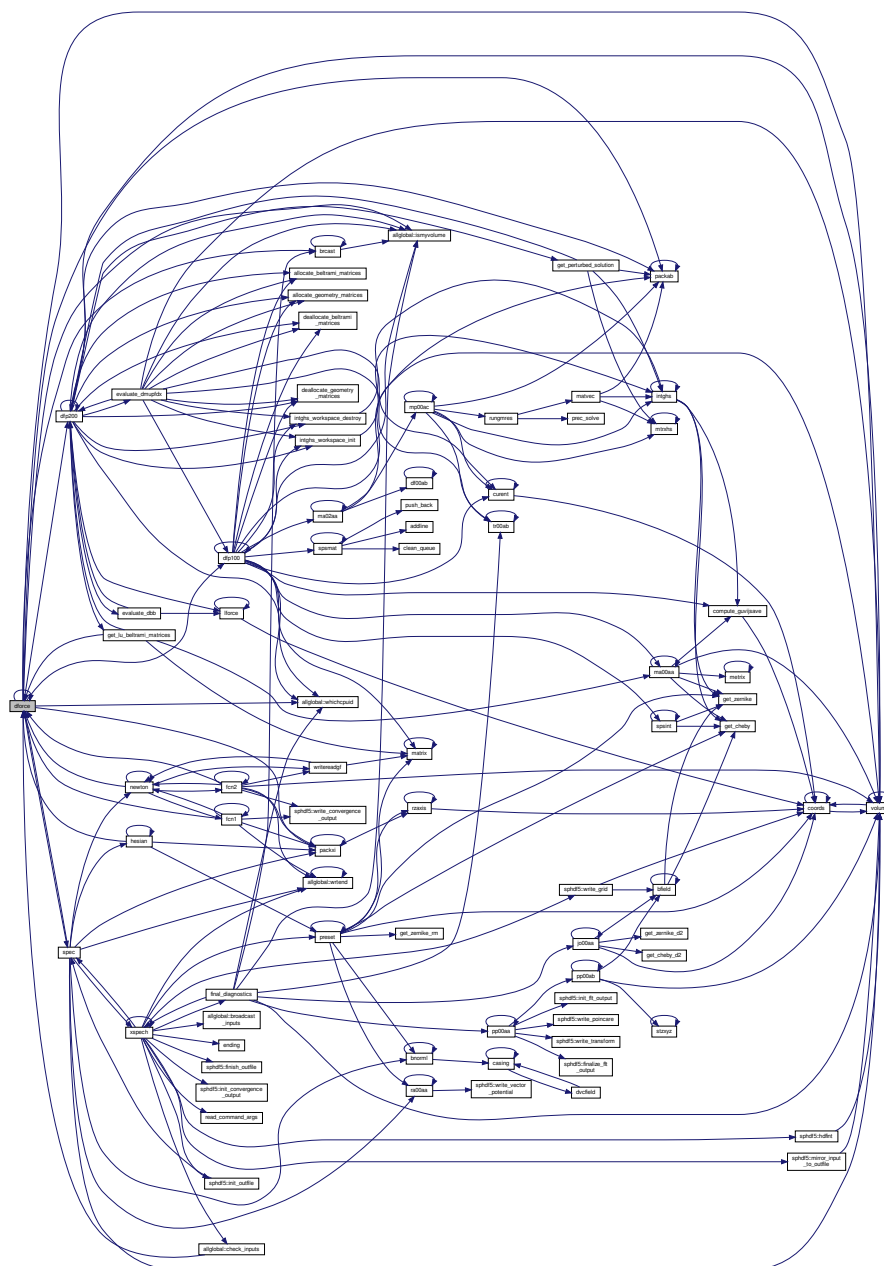 allglobal::ismyvolume
brcast
get_perturbed_solution
allocate_beltrami_matrices
packab
allocate_geometry_matrices
deallocate_beltrami
_matrices
deallocate_geometry
_matrices
evaluate_dmupfdx
matvec
intghs
mp00ac
dfp200
rungmres
intghs_workspace_destroy
prec_solve
mtrxhs
intghs_workspace_init
df00ab
curent
push_back
ma02aa
lr00ab
addline
spsmat
clean_queue
dfp100
compute_guvijsave
evaluate_dbb
lforce
get_lu_beltrami_matrices
ma00aa
metrix
get_zernike
allglobal::whichcpuid
dforce
spsint
get_cheby
matrix
writereadgf
newton
fcn2
sphdf5::write_convergence
_output
rzaxis
coords
volume
fcn1
hesian
packxi
allglobal::wrtend
sphdf5::write_grid
bfield
preset
get_zernike_rm
get_zernike_d2
jo00aa
spec
get_cheby_d2
pp00ab
final_diagnostics
sphdf5::init_flt_output
allglobal::broadcast
_inputs
sphdf5::write_poincare
xspech
pp00aa
stzxyz
sphdf5::write_transform
ending
bnorml
casing
sphdf5::finalize_flt
_output
sphdf5::finish_outfile
sphdf5::init_convergence
_output
ra00aa
sphdf5::write_vector
_potential
dvcfield
read_command_args
sphdf5::hdfint
sphdf5::mirror_input
_to_outfile
sphdf5::init_outfile
allglobal::check_inputs